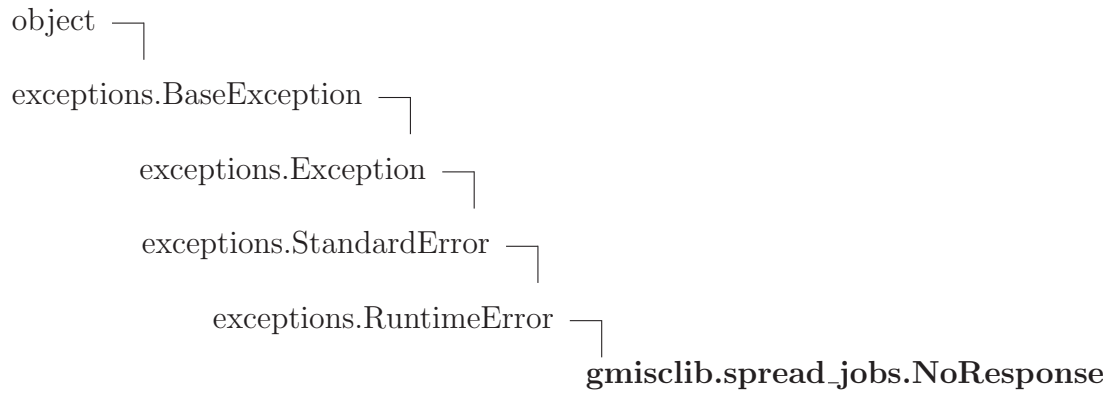 object
exceptions.BaseException
exceptions.Exception
exceptions.StandardError
exceptions.RuntimeError
gmisclib.spread_jobs.NoResponse